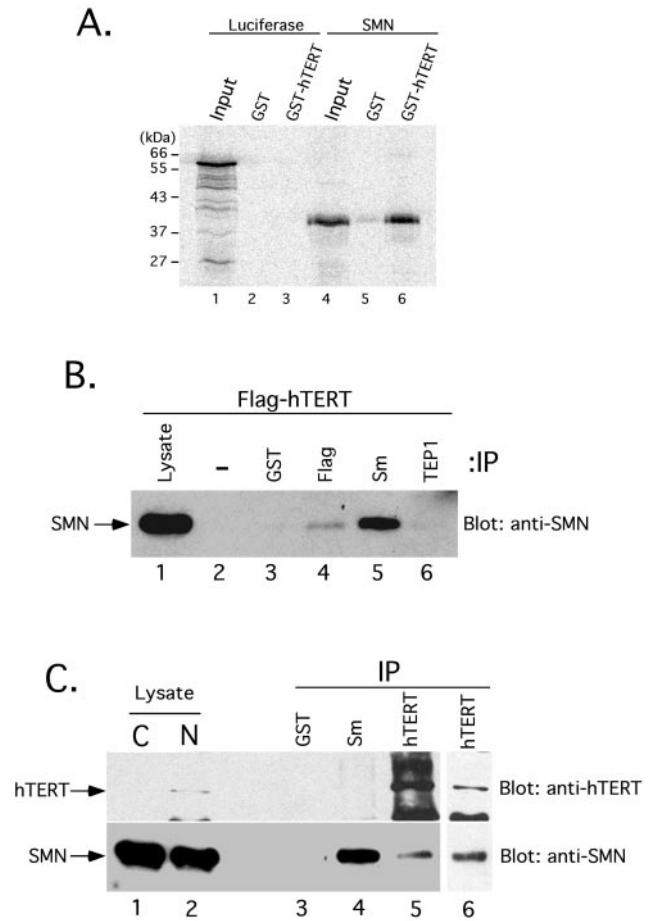 A.
Luciferase SMN
Input GST GST-hTERT Input GST GST-hTERT
(kDa)
66
55
43
37
27
1 2 3 4 5 6
B.
Flag-hTERT
Lysate - GST Flag Sm TEP1 :IP
SMN Blot: anti-SMN
1 2 3 4 5 6
C.
IP
Lysate
C N GST Sm hTERT hTERT
hTERT Blot: anti-hTERT
SMN Blot: anti-SMN
1 2 3 4 5 6